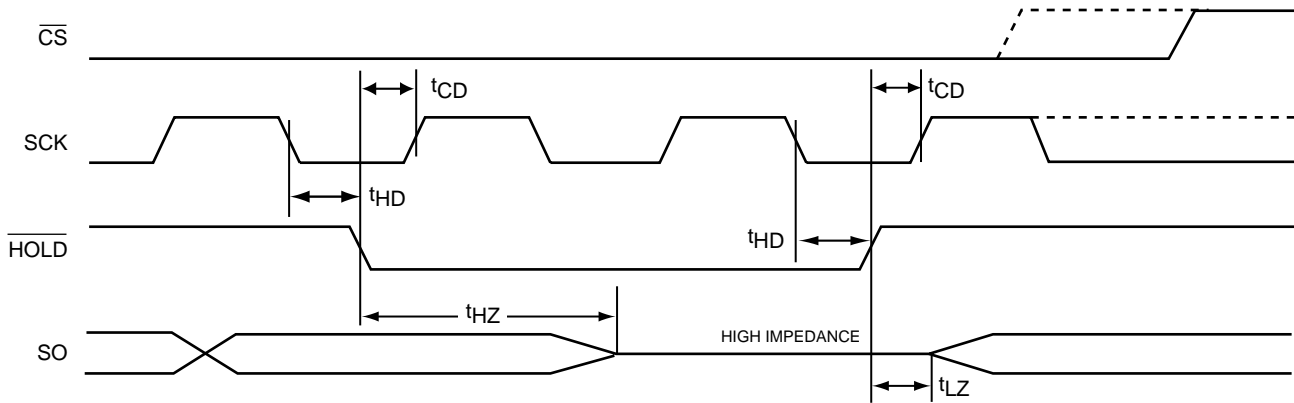 CS
tCD
tCD
SCK
tHD
HOLD
tHD
tHZ
HIGH IMPEDANCE
SO
tLZ